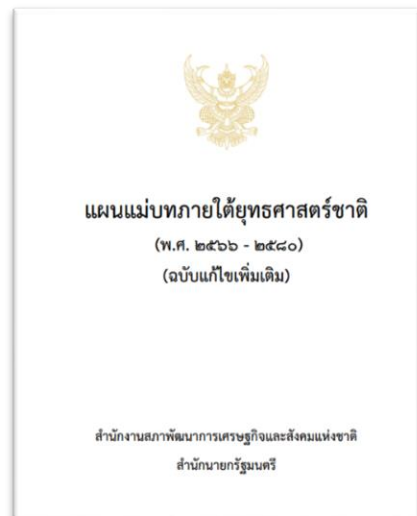 แผนแม่บทภายใต้ยุทธศาสตร์ชาติ
(พ.ศ. ๒๕๖๖ - ๒๕๘๐)
(ฉบับแก้ไขเพิ่มเติม)
สำนักงานสภาพัฒนาการเศรษฐกิจและสังคมแห่งชาติ
สำนักนายกรัฐมนตรี